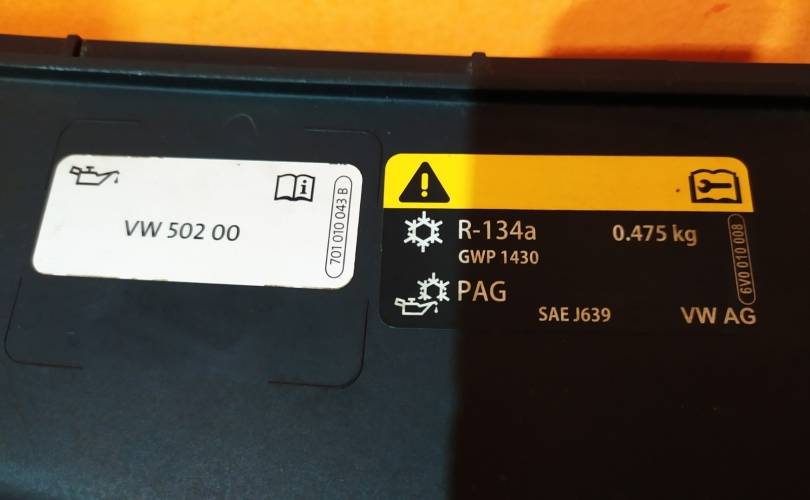 VW 502 00
701 010 043 B
R-134a 0.475 kg
GWP 1430
PAG
SAE J639 VW AG
6V0 010 008